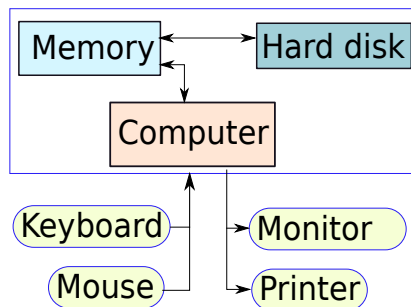 Memory
Hard disk
Computer
Keyboard
Monitor
Mouse
Printer